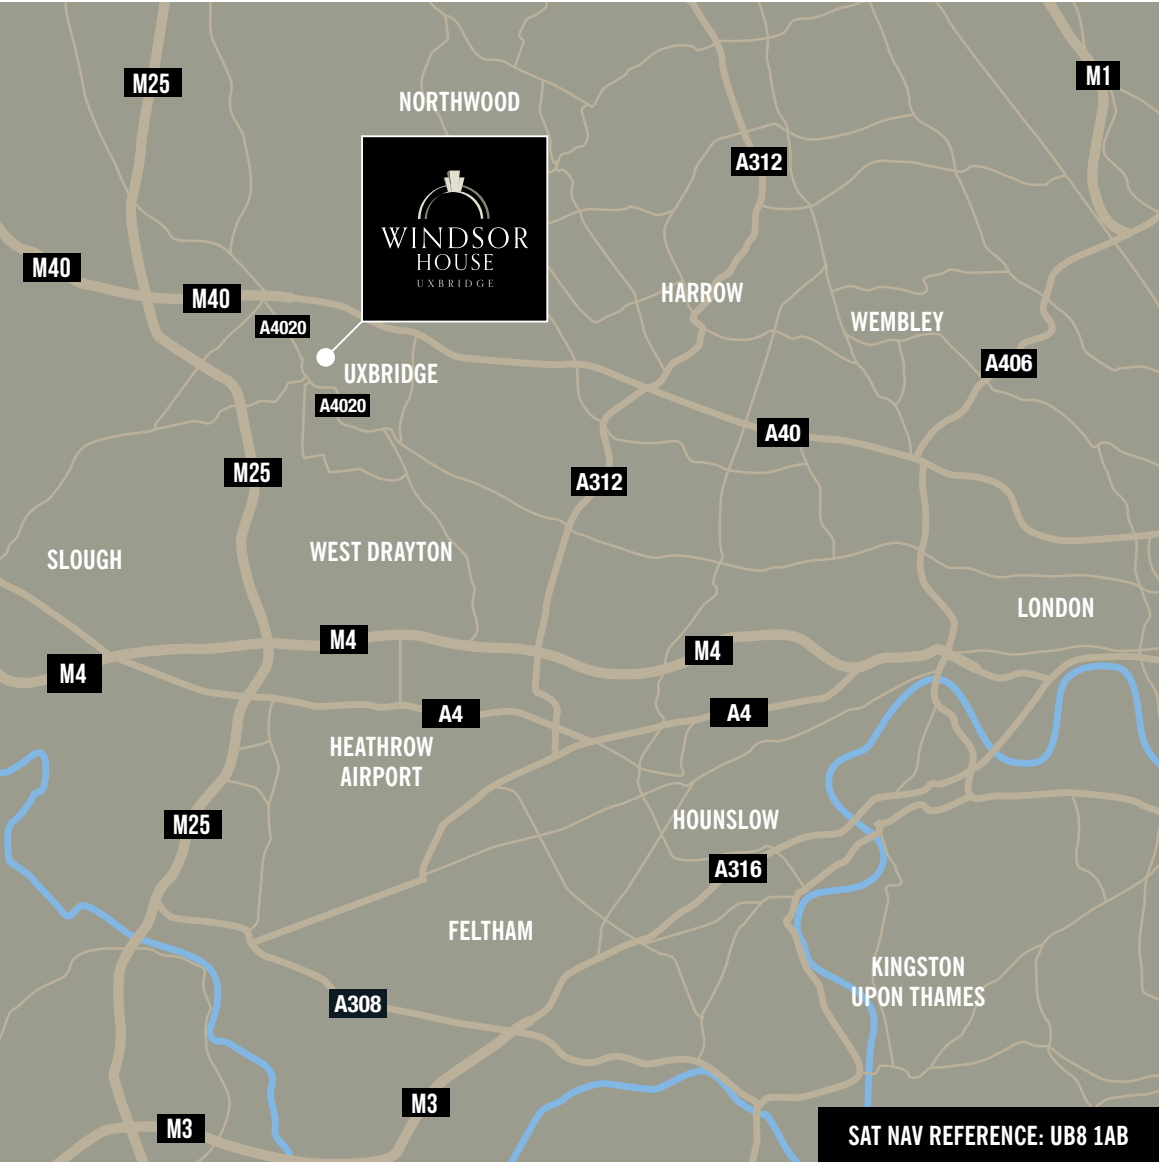 M25
M1
NORTHWOOD
A312
WINDSOR
HOUSE
UXBRIDGE
M40
M40
HARROW
A4020
WEMBLEY
A406
UXBRIDGE
A4020
A40
M25
A312
SLOUGH
WEST DRAYTON
LONDON
M4
M4
M4
A4
A4
HEATHROW
AIRPORT
M25
HOUNSLOW
A316
FELTHAM
KINGSTON
UPON THAMES
A308
M3
M3
SAT NAV REFERENCE: UB8 1AB